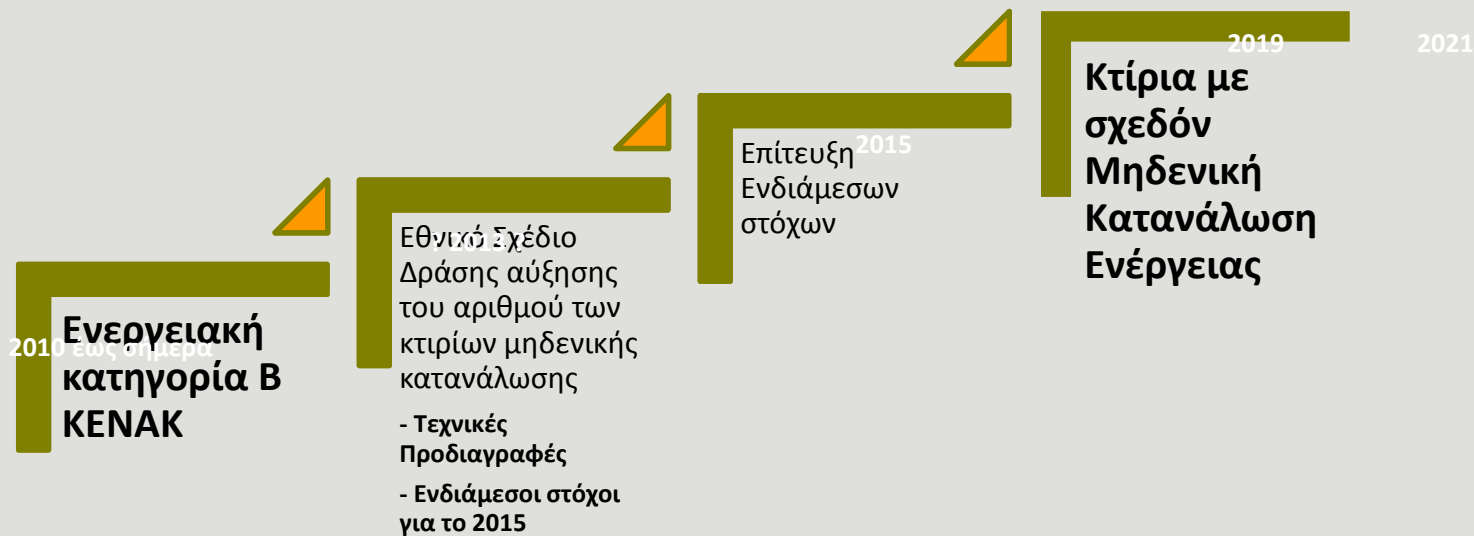 2010 έως σήμερα
Ενεργειακή
κατηγορία Β
ΚΕΝΑΚ
Εθνικό Σχέδιο
Δράσης αύξησης
του αριθμού των
κτιρίων μηδενικής
κατανάλωσης
- Τεχνικές
Προδιαγραφές
- Ενδιάμεσοι στόχοι
για το 2015
2015
Επίτευξη
Ενδιάμεσων
στόχων
2019
2021
Κτίρια με
σχεδόν
Μηδενική
Κατανάλωση
Ενέργειας